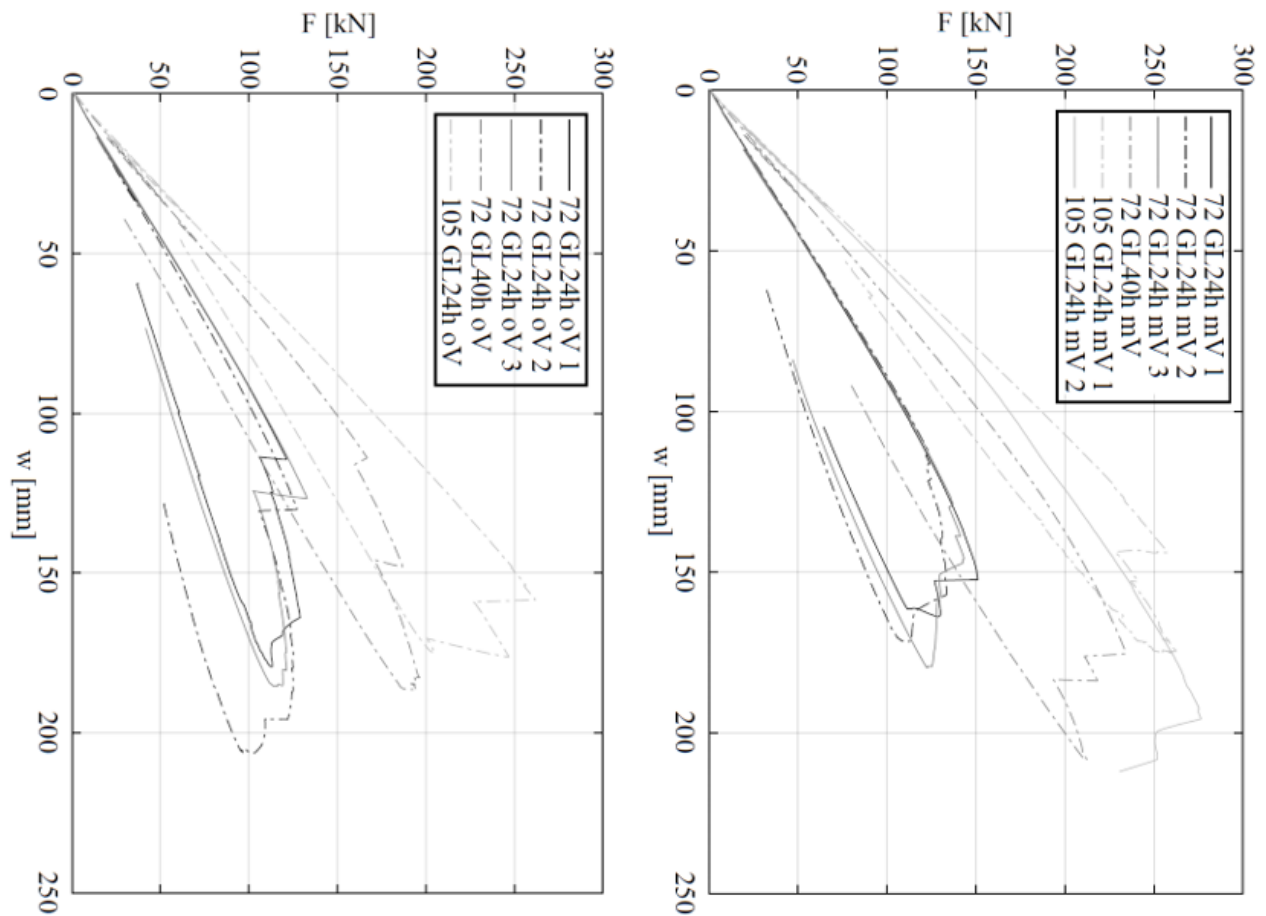 F [kN]
300
250
200
150
100
50
0
72 GL24h mV 1
72 GL24h mV 2
72 GL24h mV 3
72 GL40h mV
105 GL24h mV 1
105 GL24h mV 2
0 50 100 150 200 250
w [mm]
F [kN]
300
250
200
150
100
50
0
72 GL24h oV 1
72 GL24h oV 2
72 GL24h oV 3
72 GL40h oV
105 GL24h oV
0 50 100 150 200 250
w [mm]